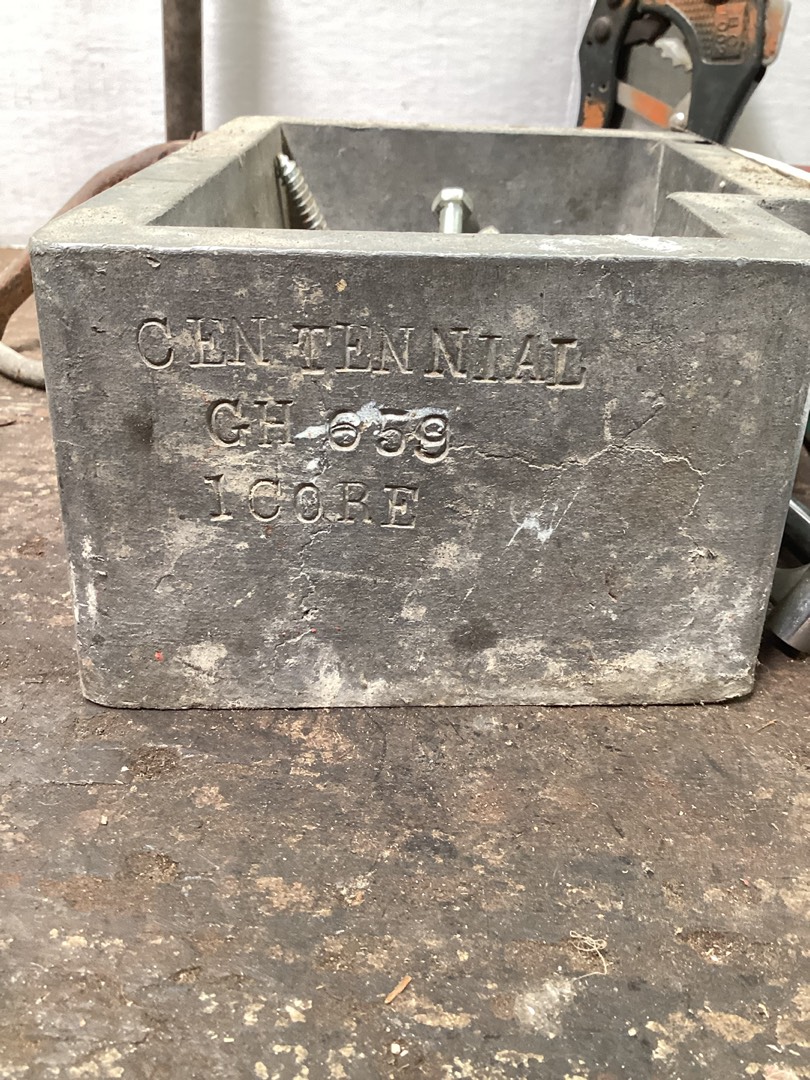 CENTENNIAL
GH 659
1 CORE